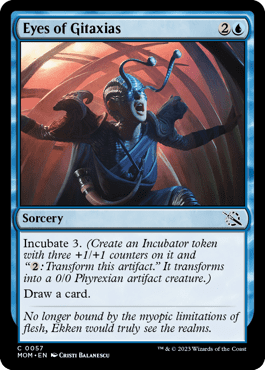 Eyes of Gitaxias 2
Sorcery
Incubate 3. (Create an Incubator token
with three +1/+1 counters on it and
“2: Transform this artifact.” It transforms
into a 0/0 Phyrexian artifact creature.)
Draw a card.
No longer bound by the myopic limitations of
flesh, Ekken would truly see the realms.
C 0057
MOM • EN Cristi Balanescu
™ & © 2023 Wizards of the Coast